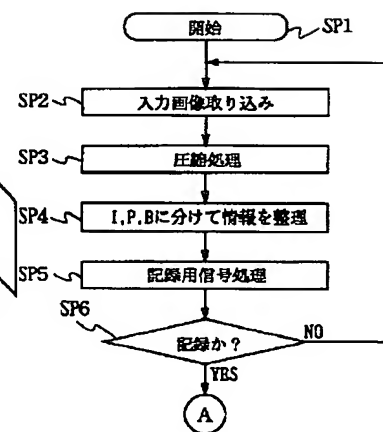 開始
SP1
SP2
入力画像取り込み
SP3
圧縮処理
SP4
I,P,Bに分けて情報を整理
SP5
記録用信号処理
SP6
記録か?
NO
YES
A